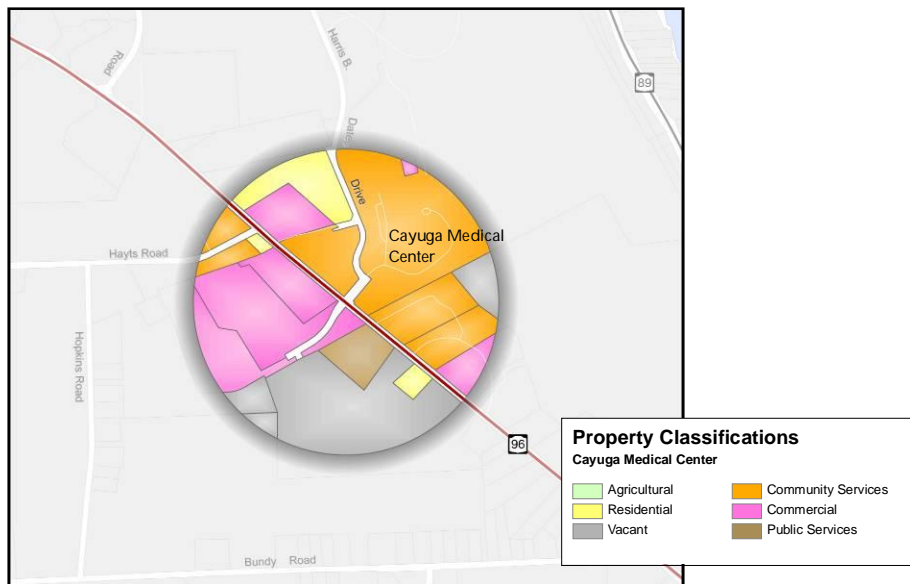 Road
Harris B.
Dates
Drive
89
Cayuga Medical
Center
Hayts Road
Hopkins Road
96
Bundy Road
Property Classifications
Cayuga Medical Center
Agricultural
Residential
Vacant
Community Services
Commercial
Public Services